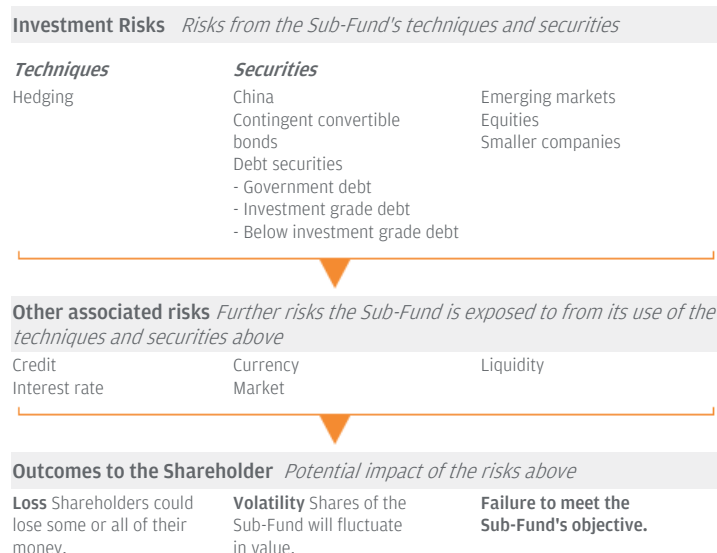 Investment Risks Risks from the Sub-Fund's techniques and securities
Techniques
Hedging
Securities
China
Contingent convertible
bonds
Debt securities
- Government debt
- Investment grade debt
- Below investment grade debt
Emerging markets
Equities
Smaller companies
Other associated risks Further risks the Sub-Fund is exposed to from its use of the
techniques and securities above
Credit
Interest rate
Currency
Market
Liquidity
Outcomes to the Shareholder Potential impact of the risks above
Loss Shareholders could
lose some or all of their
money.
Volatility Shares of the
Sub-Fund will fluctuate
in value.
Failure to meet the
Sub-Fund's objective.